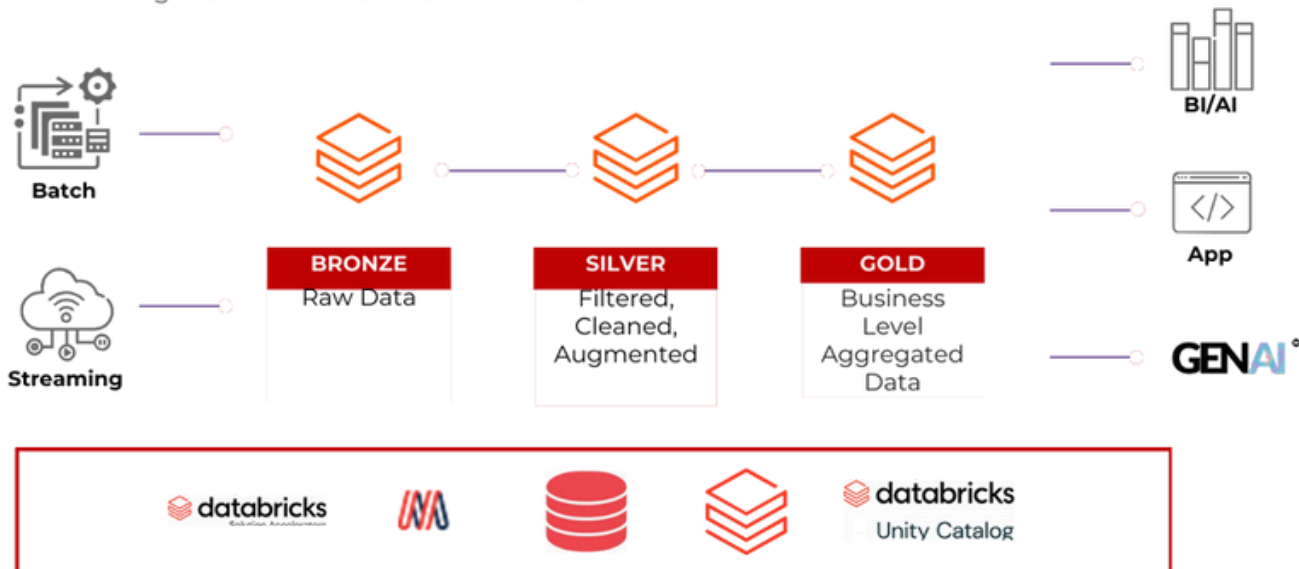 BI/AI
Batch
BRONZE
Raw Data
SILVER
Filtered,
Cleaned,
Augmented
GOLD
Business
Level
Aggregated
Data
App
Streaming
GENAI
databricks
databricks
Unity Catalog